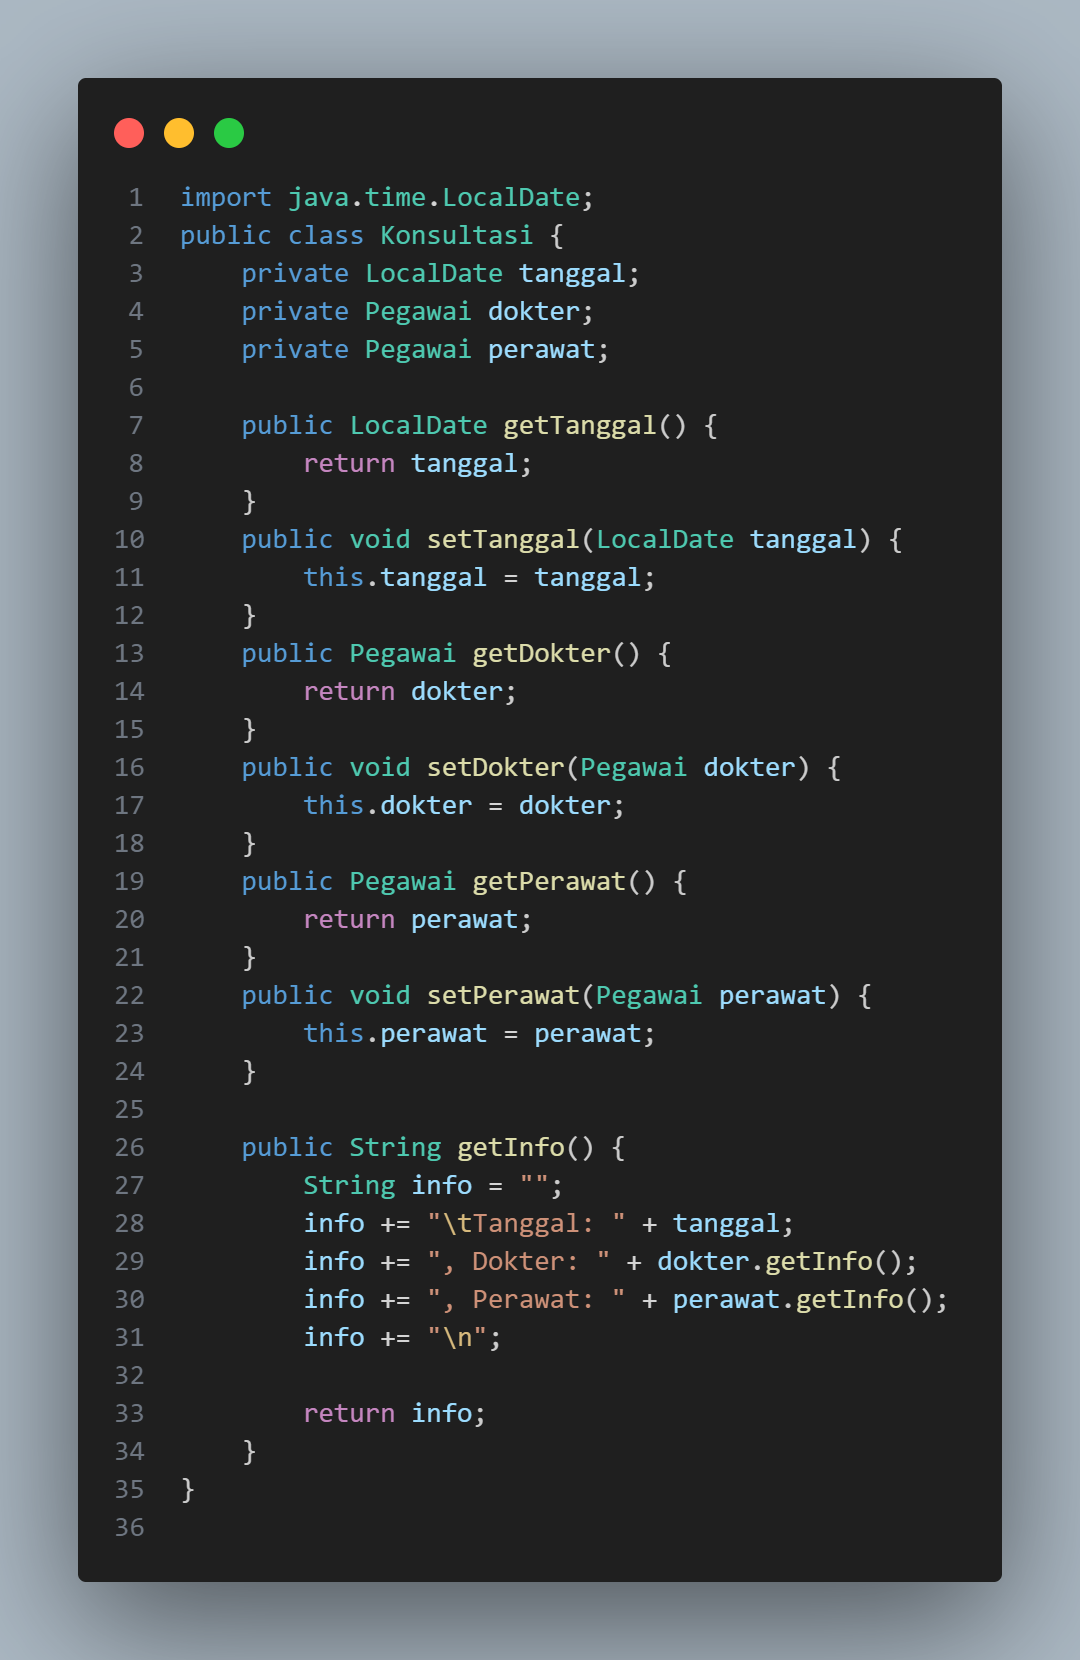 1 import java.time.LocalDate;
2 public class Konsultasi {
3     private LocalDate tanggal;
4     private Pegawai dokter;
5     private Pegawai perawat;
6
7     public LocalDate getTanggal() {
8         return tanggal;
9     }
10     public void setTanggal(LocalDate tanggal) {
11         this.tanggal = tanggal;
12     }
13     public Pegawai getDokter() {
14         return dokter;
15     }
16     public void setDokter(Pegawai dokter) {
17         this.dokter = dokter;
18     }
19     public Pegawai getPerawat() {
20         return perawat;
21     }
22     public void setPerawat(Pegawai perawat) {
23         this.perawat = perawat;
24     }
25
26     public String getInfo() {
27         String info = "";
28         info += "\tTanggal: " + tanggal;
29         info += ", Dokter: " + dokter.getInfo();
30         info += ", Perawat: " + perawat.getInfo();
31         info += "\n";
32
33         return info;
34     }
35 }
36